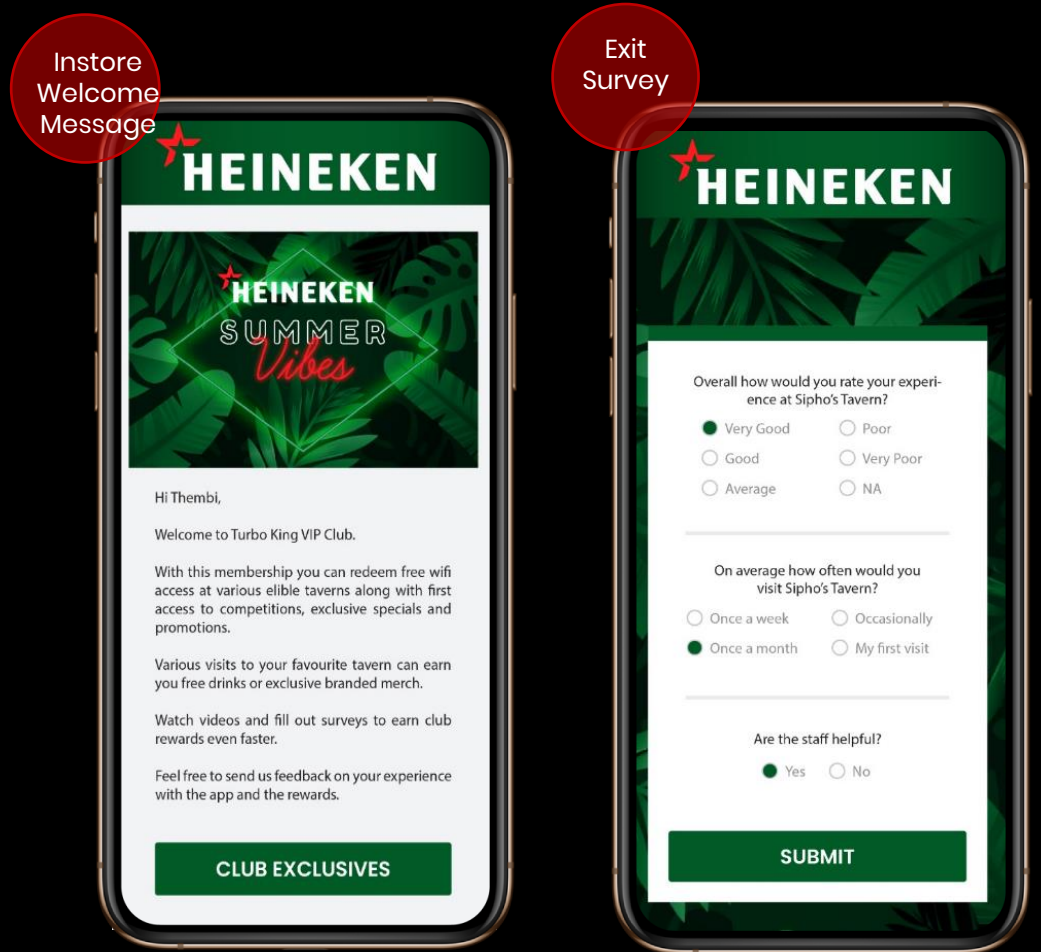 Instore
Welcome
Message
HEINEKEN
HEINEKEN
SUMMER
Vibes
Hi Thembi,
Welcome to Turbo King VIP Club.
With this membership you can redeem free wifi
access at various elible taverns along with first
access to competitions, exclusive specials and
promotions.
Various visits to your favourite tavern can earn
you free drinks or exclusive branded merch.
Watch videos and fill out surveys to earn club
rewards even faster.
Feel free to send us feedback on your experience
with the app and the rewards.
CLUB EXCLUSIVES
Exit
Survey
HEINEKEN
Overall how would you rate your experi-
ence at Sipho's Tavern?
Very Good Poor
Good Very Poor
Average NA
On average how often would you
visit Sipho's Tavern?
Once a week Occasionally
Once a month My first visit
Are the staff helpful?
Yes No
SUBMIT